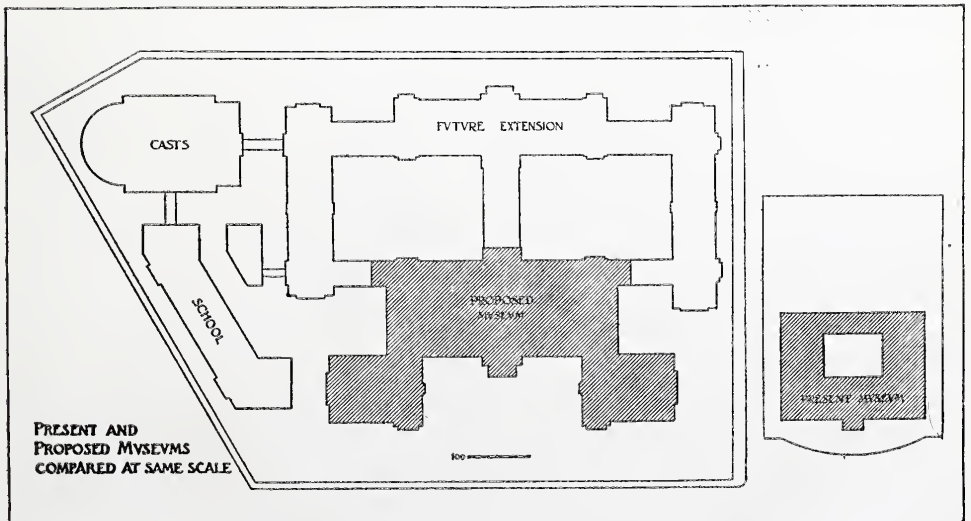 CASTS
FVTVRE EXTENSION
SCHOOL
PROPOSED
MVSEVM
PRESENT MVSEVM
PRESENT AND
PROPOSED MVSEVMS
COMPARED AT SAME SCALE
100